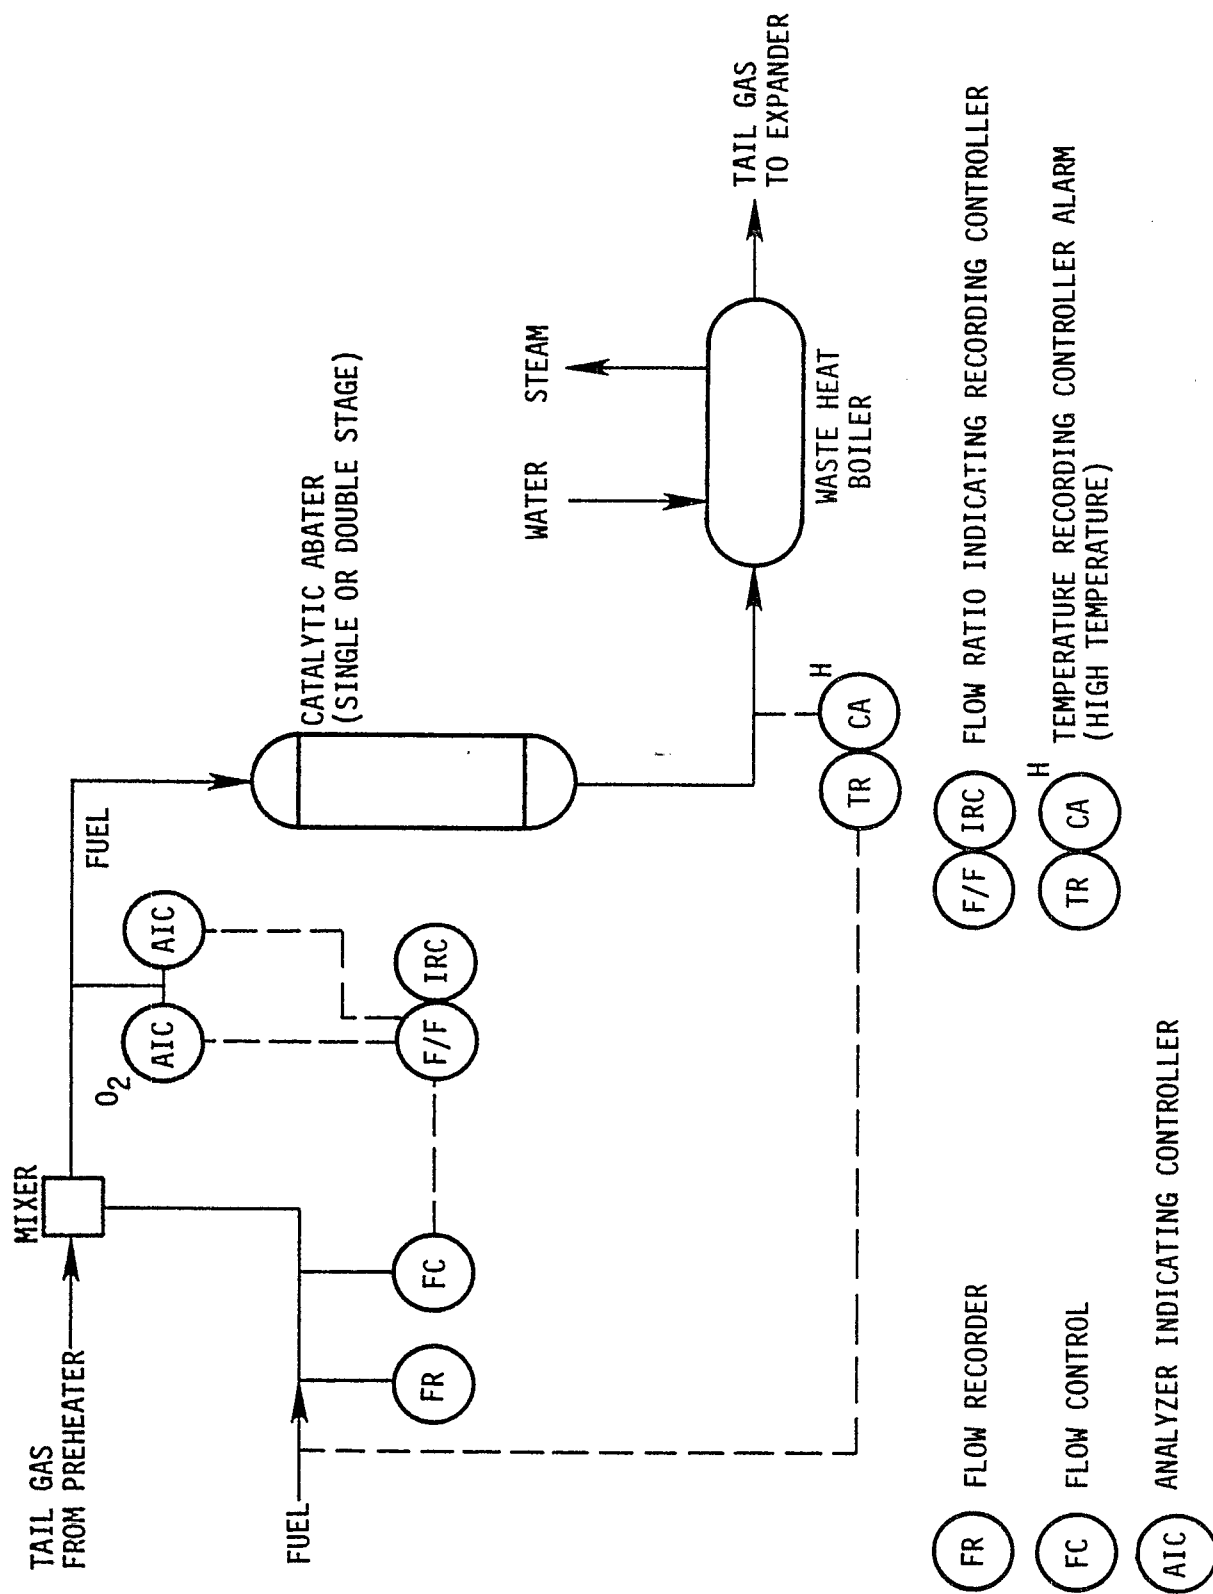 TAIL GAS
FROM PREHEATER
MIXER
FUEL
O2
AIC
AIC
FUEL
FR
FC
F/F
IRC
CATALYTIC ABATER
(SINGLE OR DOUBLE STAGE)
WATER
STEAM
WASTE HEAT
BOILER
TAIL GAS
TO EXPANDER
TR
CA
H
FR
FLOW RECORDER
FC
FLOW CONTROL
AIC
ANALYZER INDICATING CONTROLLER
F/F
IRC
FLOW RATIO INDICATING RECORDING CONTROLLER
TR
CA
H
TEMPERATURE RECORDING CONTROLLER ALARM
(HIGH TEMPERATURE)